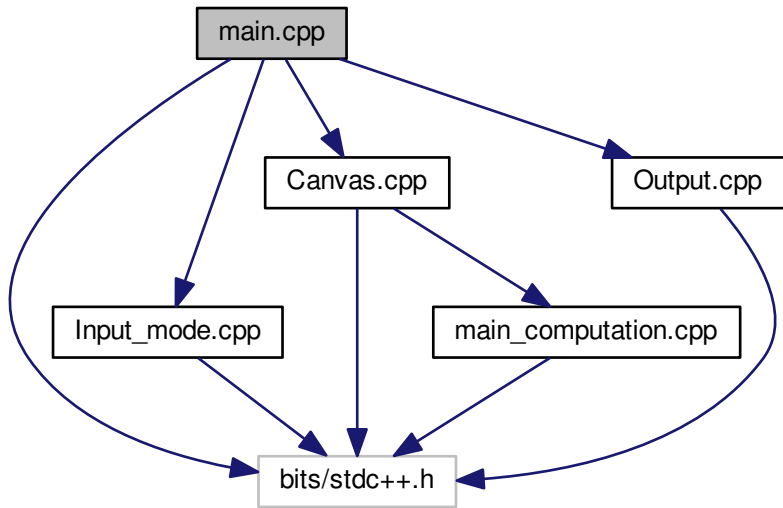 main.cpp
Canvas.cpp
Output.cpp
Input_mode.cpp
main_computation.cpp
bits/stdc++.h